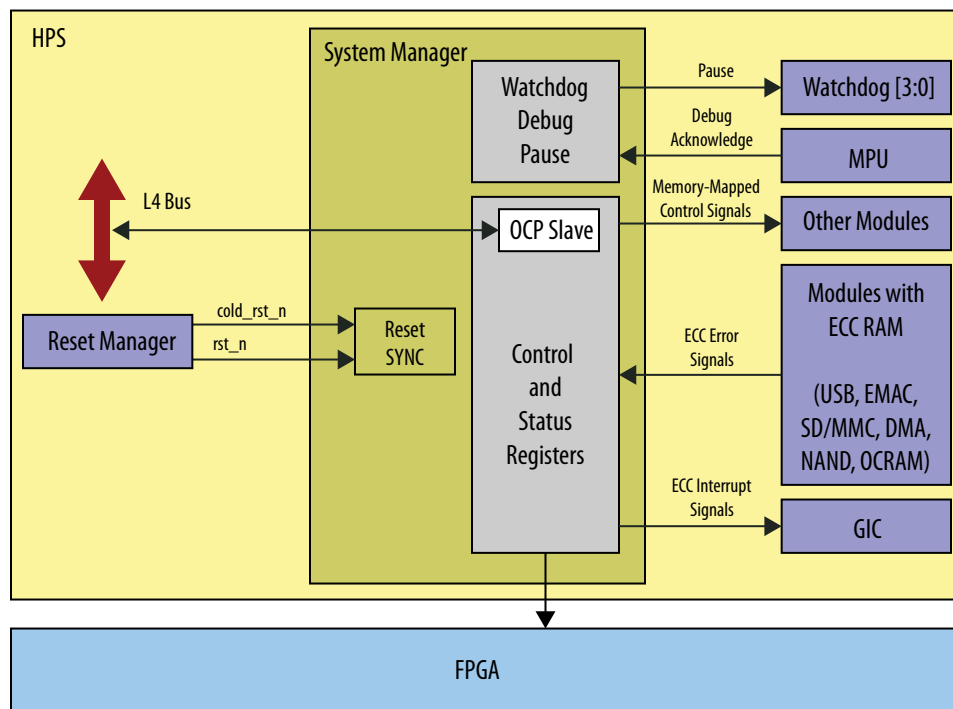 HPS
System Manager
Watchdog
Debug
Pause
Pause
Watchdog [3:0]
Debug
Acknowledge
MPU
L4 Bus
OCP Slave
Memory-Mapped
Control Signals
Other Modules
Reset Manager
cold_rst_n
rst_n
Reset
SYNC
Control
and
Status
Registers
ECC Error
Signals
Modules with
ECC RAM
(USB, EMAC,
SD/MMC, DMA,
NAND, OCRAM)
ECC Interrupt
Signals
GIC
FPGA